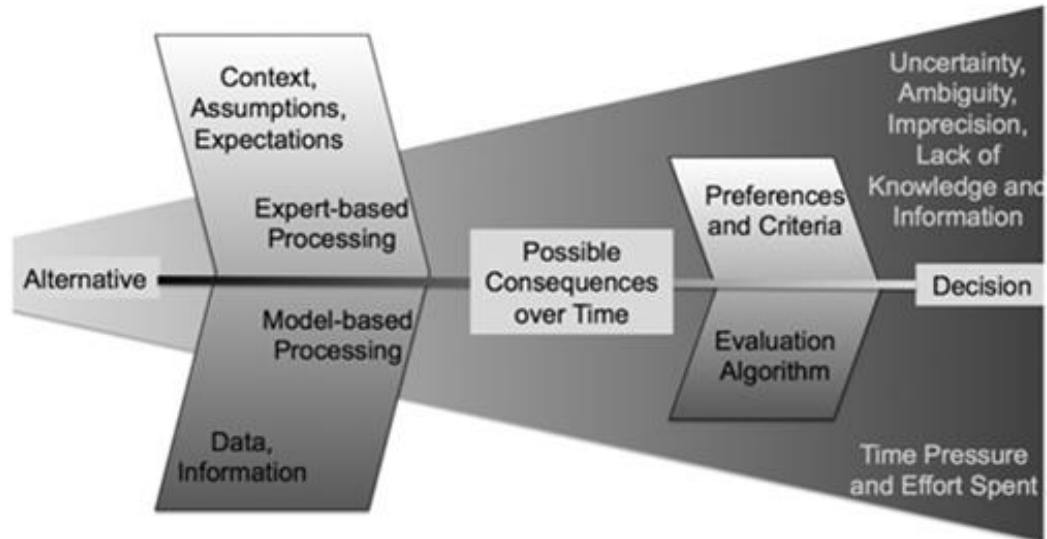 Context,
Assumptions,
Expectations
Expert-based
Processing
Alternative
Model-based
Processing
Data,
Information
Possible
Consequences
over Time
Preferences
and Criteria
Evaluation
Algorithm
Decision
Uncertainty,
Ambiguity,
Imprecision,
Lack of
Knowledge and
Information
Time Pressure
and Effort Spent